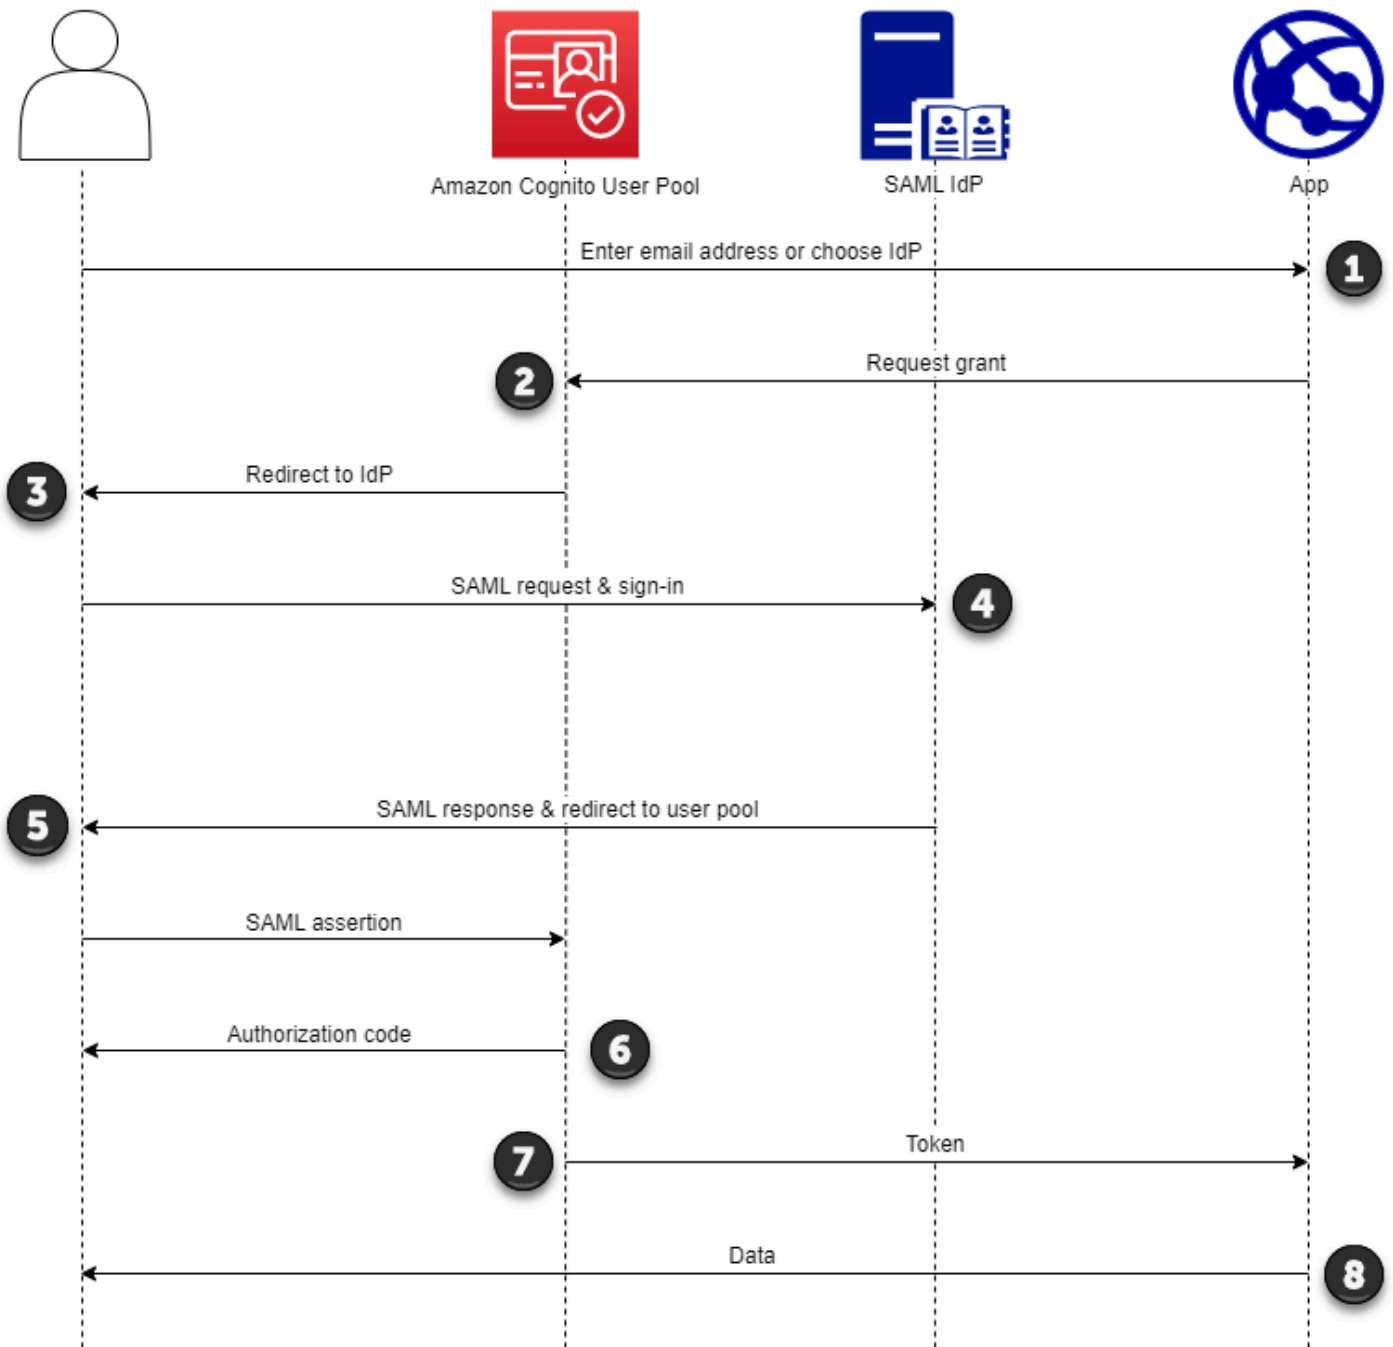 Amazon Cognito User Pool
SAML IdP
App
Enter email address or choose IdP
1
Request grant
2
Redirect to IdP
3
SAML request & sign-in
4
SAML response & redirect to user pool
5
SAML assertion
Authorization code
6
Token
7
Data
8